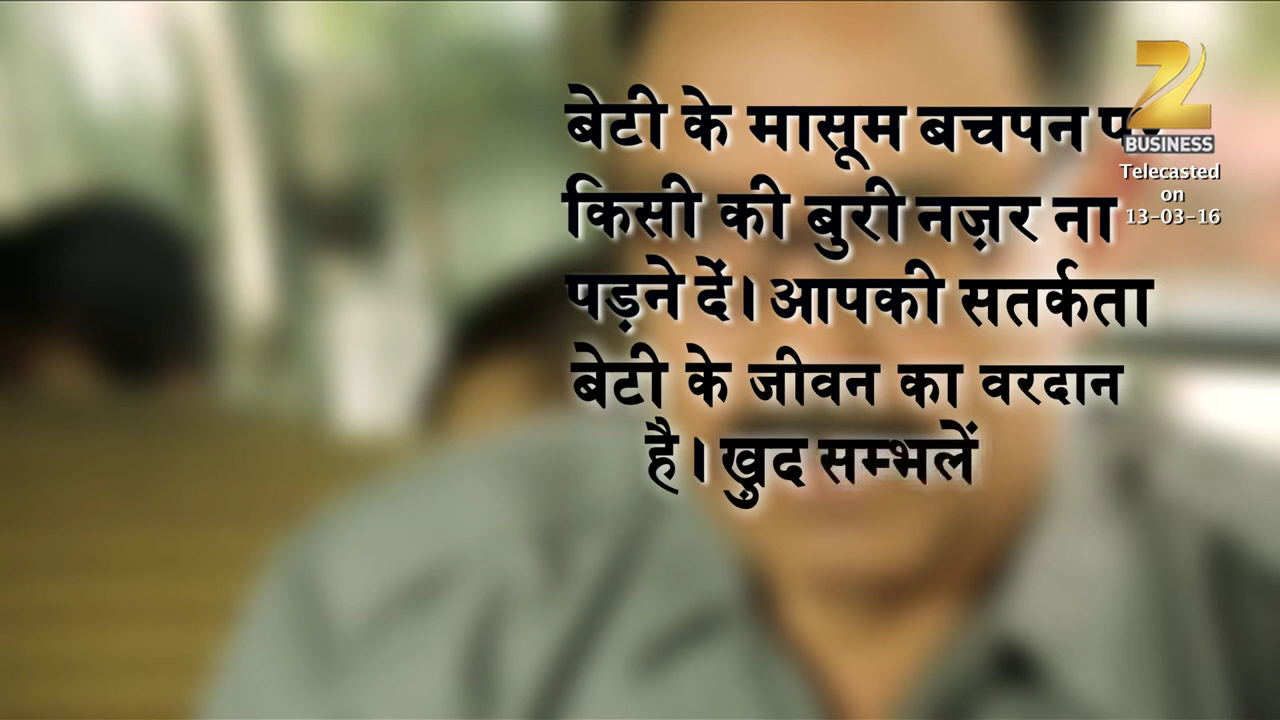 बेटी के मासूम बचपन
किसी की बुरी नज़र ना
पड़ने दें। आपकी सतर्कता
बेटी के जीवन का वरदान
है। ख़ुद सम्भलें
Z
BUSINESS
Telecasted
on
13-03-16